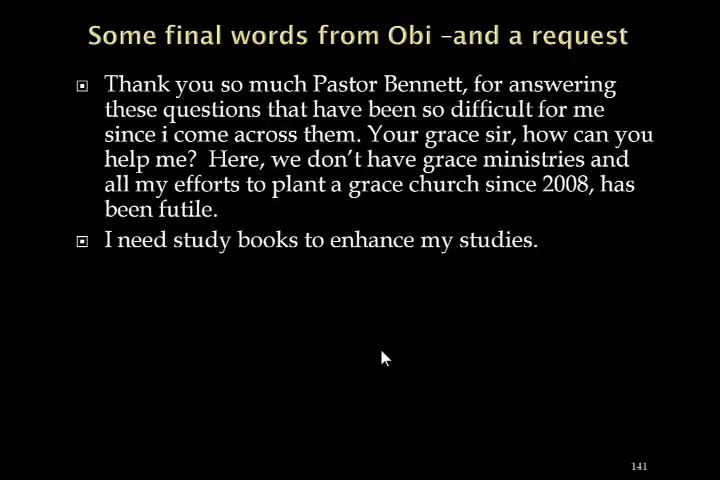 Some final words from Obi –and a request
Thank you so much Pastor Bennett, for answering
these questions that have been so difficult for me
since i come across them. Your grace sir, how can you
help me?  Here, we don't have grace ministries and
all my efforts to plant a grace church since 2008, has
been futile.
I need study books to enhance my studies.
141